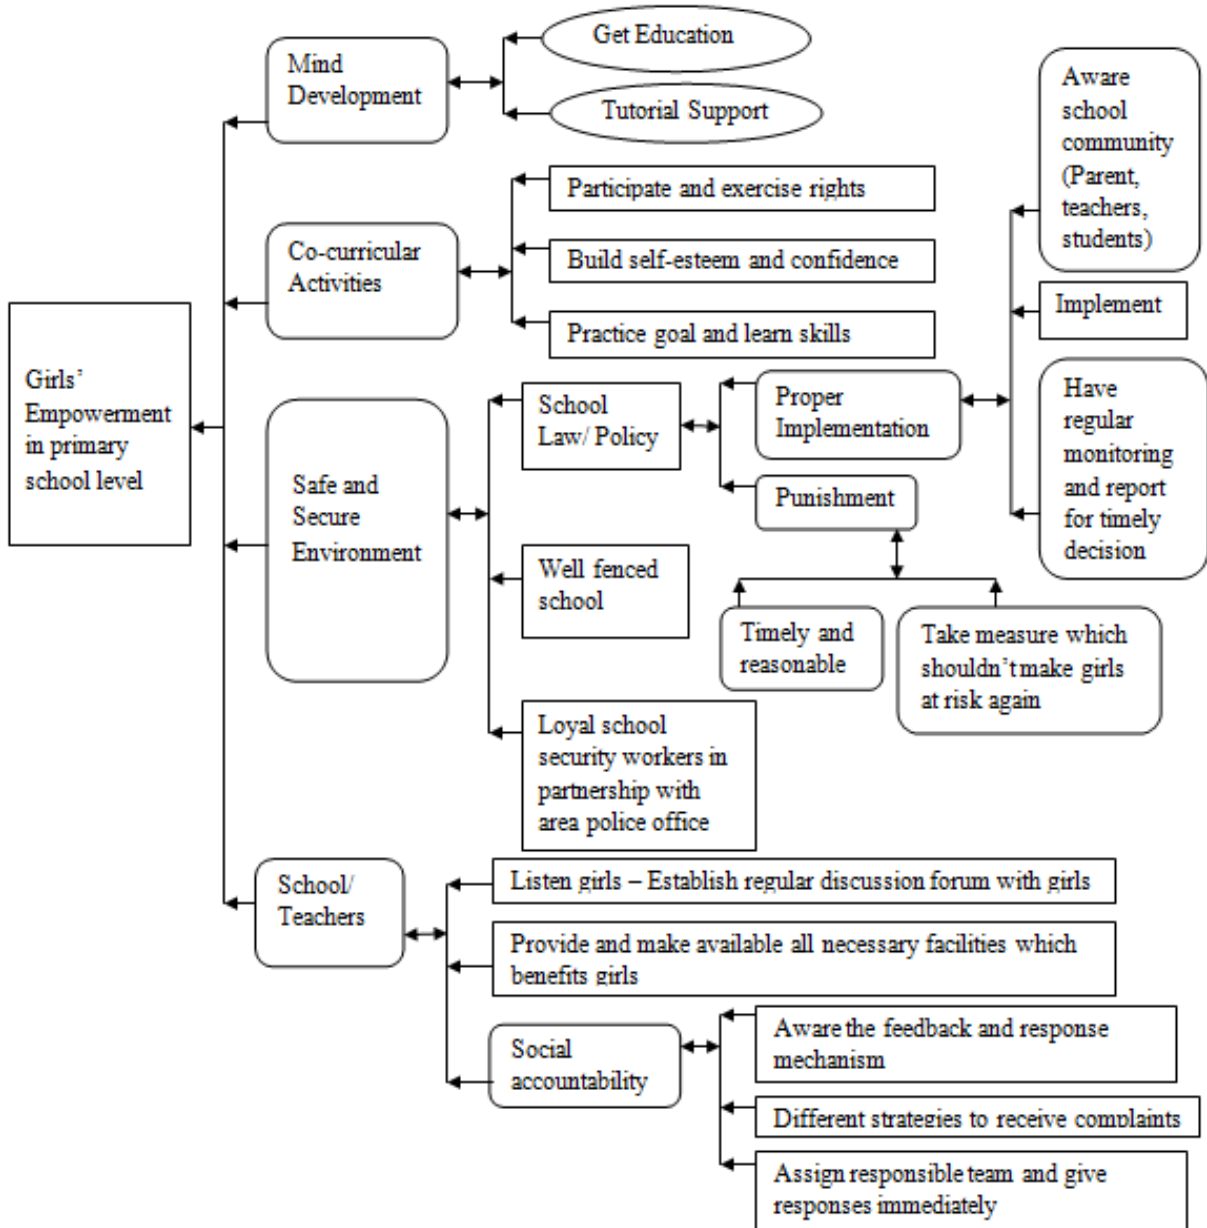 Girls’
Empowerment
in primary
school level
Mind
Development
Get Education
Tutorial Support
Co-curricular
Activities
Participate and exercise rights
Build self-esteem and confidence
Practice goal and learn skills
Safe and
Secure
Environment
School
Law/ Policy
Proper
Implementation
Aware
school
community
(Parent,
teachers,
students)
Implement
Have
regular
monitoring
and report
for timely
decision
Punishment
Timely and
reasonable
Take measure which
shouldn’t make girls
at risk again
Well fenced
school
Loyal school
security workers in
partnership with
area police office
School/
Teachers
Listen girls – Establish regular discussion forum with girls
Provide and make available all necessary facilities which
benefits girls
Social
accountability
Aware the feedback and response
mechanism
Different strategies to receive complaints
Assign responsible team and give
responses immediately